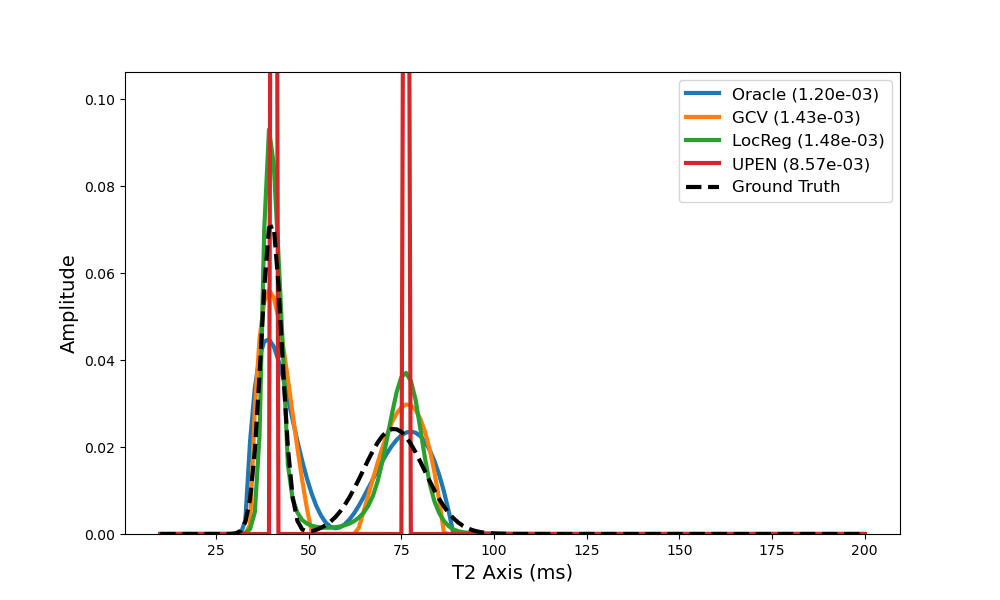 0.10
0.08
0.06
0.04
0.02
0.00
Amplitude
25
50
75
100
125
150
175
200
T2 Axis (ms)
Oracle (1.20e-03)
GCV (1.43e-03)
LocReg (1.48e-03)
UPEN (8.57e-03)
Ground Truth